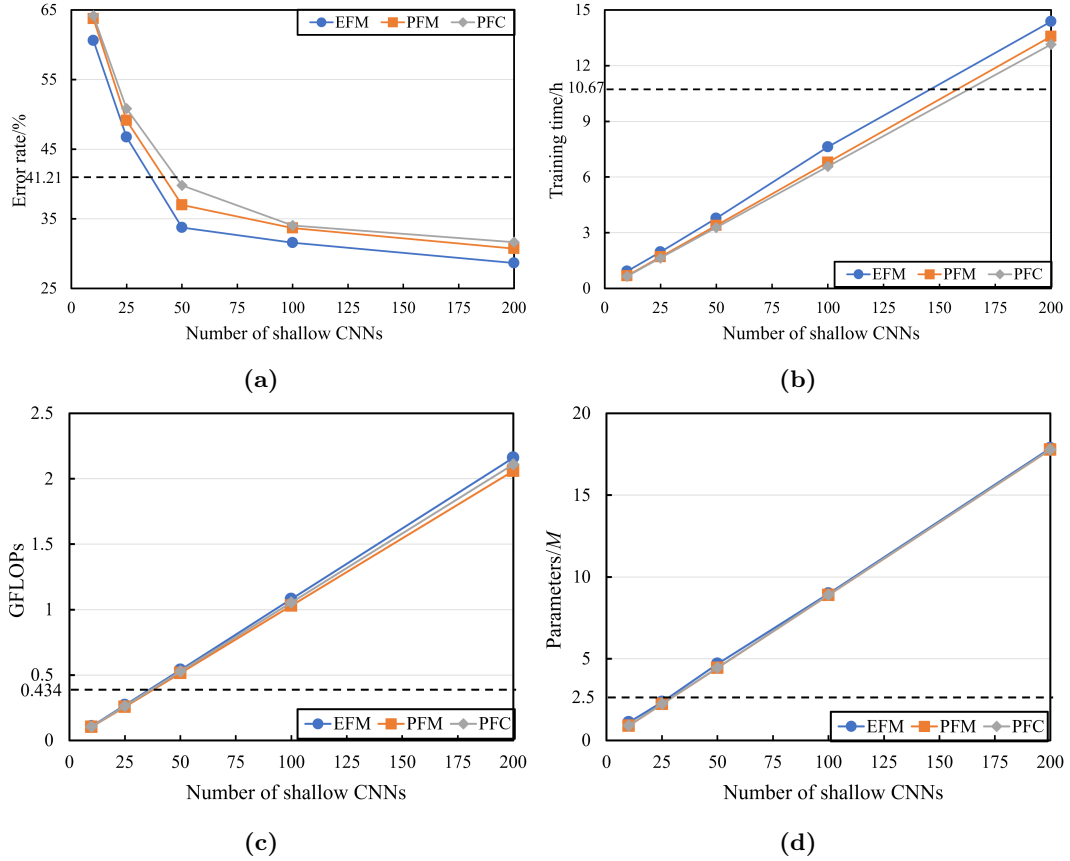 65
55
45
41.21
35
25
Error rate/%
EFM PFM PFC
0 25 50 75 100 125 150 175 200
Number of shallow CNNs
(a)
15
12
10.67
9
6
3
0
Training time/h
EFM PFM PFC
0 25 50 75 100 125 150 175 200
Number of shallow CNNs
(b)
2.5
2
1.5
1
0.5
0.434
0
GFLOPs
EFM PFM PFC
0 25 50 75 100 125 150 175 200
Number of shallow CNNs
(c)
20
15
10
5
2.5
0
Parameters/M
EFM PFM PFC
0 25 50 75 100 125 150 175 200
Number of shallow CNNs
(d)